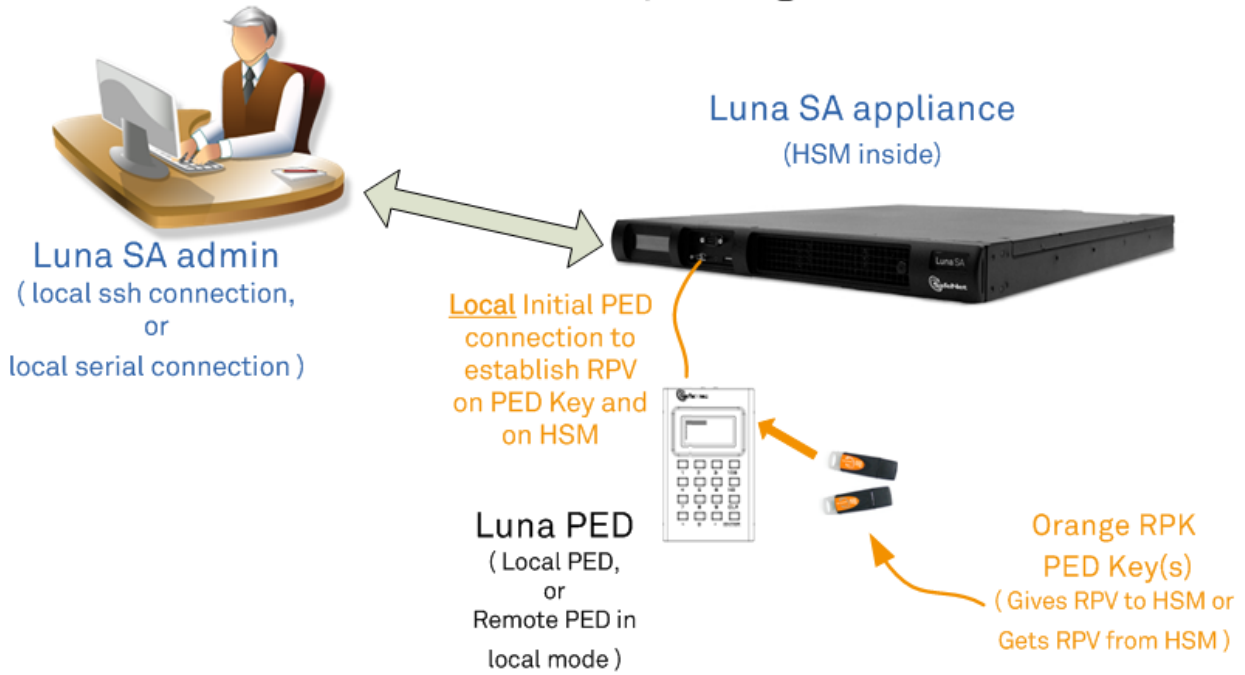 Luna SA appliance
(HSM inside)
Luna SA
SafeNet
Luna SA admin
( local ssh connection,
or
local serial connection )
Local Initial PED
connection to
establish RPV
on PED Key and
on HSM
Luna PED
( Local PED,
or
Remote PED in
local mode )
Orange RPK
PED Key(s)
( Gives RPV to HSM or
Gets RPV from HSM )